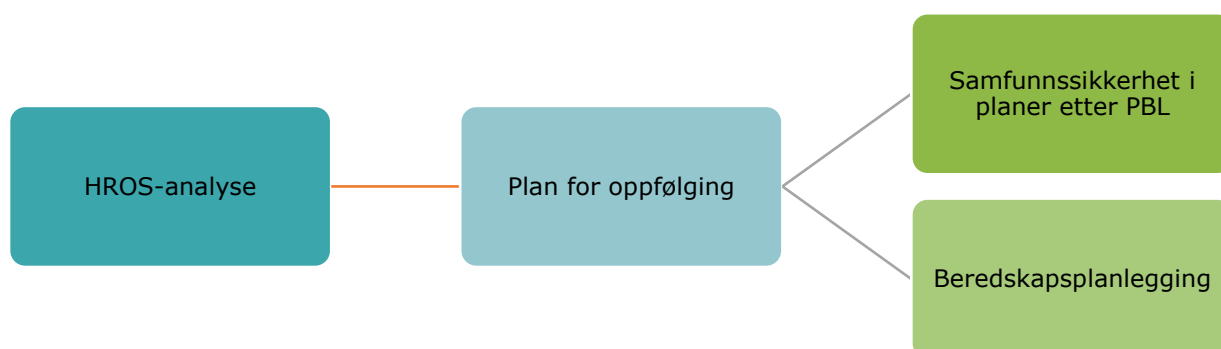 HROS-analyse
Plan for oppfølging
Samfunnssikkerhet i
planer etter PBL
Beredskapsplanlegging